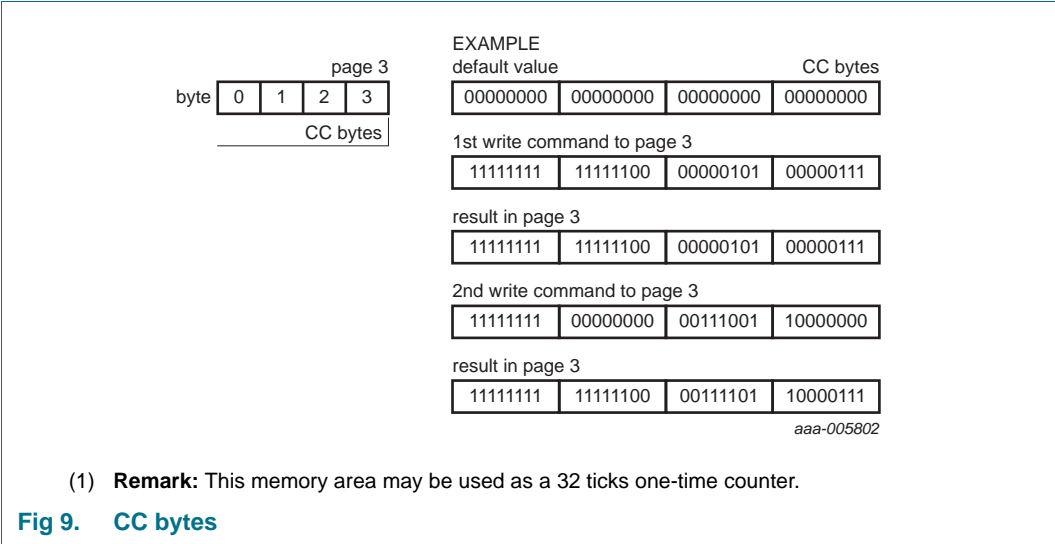 EXAMPLE
page 3
default value CC bytes
byte 0 1 2 3
00000000 00000000 00000000 00000000
CC bytes
1st write command to page 3
11111111 11111100 00000101 00000111
result in page 3
11111111 11111100 00000101 00000111
2nd write command to page 3
11111111 00000000 00111001 10000000
result in page 3
11111111 11111100 00111101 10000111
aaa-005802
(1) Remark: This memory area may be used as a 32 ticks one-time counter.
Fig 9. CC bytes